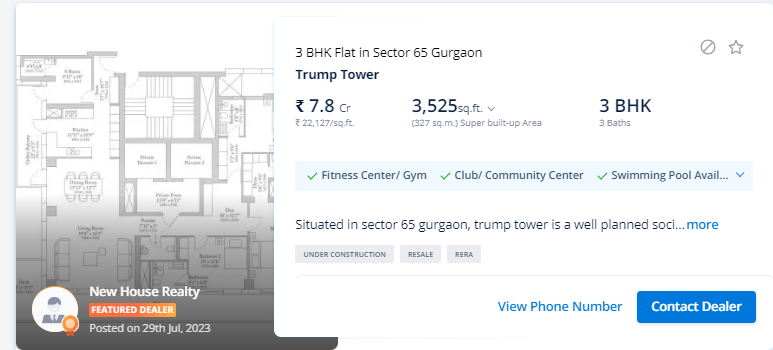 3 BHK Flat in Sector 65 Gurgaon
Trump Tower
₹ 7.8 Cr
₹ 22,127/sq.ft.
3,525sq.ft.
(327 sq.m.) Super built-up Area
3 BHK
3 Baths
Fitness Center/ Gym
Club/ Community Center
Swimming Pool Avail...
Situated in sector 65 gurgaon, trump tower is a well planned soci...more
UNDER CONSTRUCTION
RESALE
RERA
View Phone Number
Contact Dealer
Kitchen
Dining Room
Living Room
Powder
New House Realty
FEATURED DEALER
Posted on 29th Jul, 2023